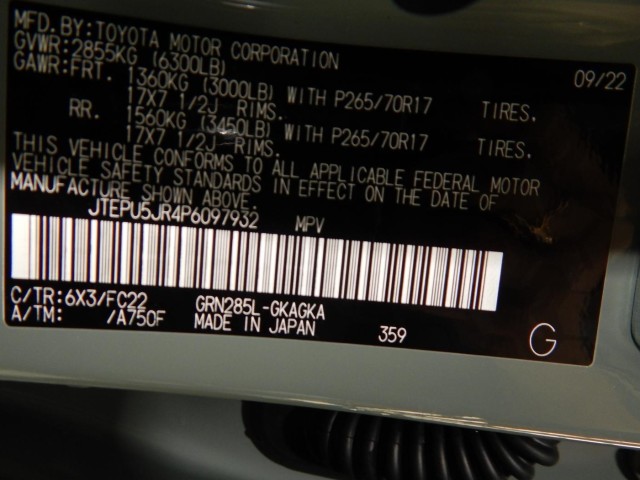 MFD.BY:TOYOTA MOTOR CORPORATION 09/22
GVWR:2855KG (6300LB)
GAWR:FRT. 1360KG (3000LB) WITH P265/70R17 TIRES.
17X7 1/2J RIMS.
RR. 1560KG (3450LB) WITH P265/70R17 TIRES.
17X7 1/2J RIMS.
THIS VEHICLE CONFORMS TO ALL APPLICABLE FEDERAL MOTOR
VEHICLE SAFETY STANDARDS IN EFFECT ON THE DATE OF
MANUFACTURE SHOWN ABOVE.
JTEPU5JR4P6097932 MPV
C/TR:6X3/FC22 GRN285L-GKAGKA
A/TM: /A750F MADE IN JAPAN 359 G